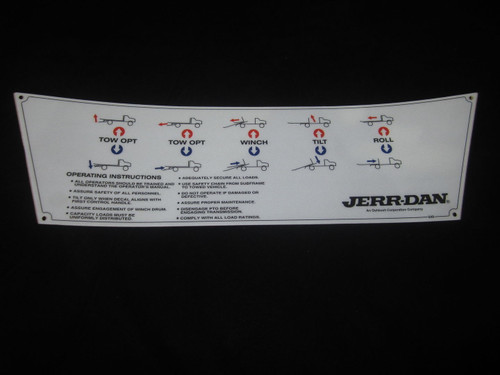 TOW OPT TOW OPT WINCH TILT ROLL
OPERATING INSTRUCTIONS
• ALL OPERATORS SHOULD BE TRAINED AND
UNDERSTAND THE OPERATOR'S MANUAL.
• ASSURE SAFETY OF ALL PERSONNEL.
• TILT ONLY WHEN DECAL ALIGNS WITH
FIRST CONTROL HANDLE.
• ASSURE ENGAGEMENT OF WINCH DRUM.
• CAPACITY LOADS MUST BE
UNIFORMLY DISTRIBUTED.
• ADEQUATELY SECURE ALL LOADS.
• USE SAFETY CHAIN FROM SUBFRAME
TO TOWED VEHICLE.
• DO NOT OPERATE IF DAMAGED OR
DEFECTIVE.
• ASSURE PROPER MAINTENANCE.
• DISENGAGE PTO BEFORE
ENGAGING TRANSMISSION.
• COMPLY WITH ALL LOAD RATINGS.
JERR-DAN®
An Oshkosh Corporation Company